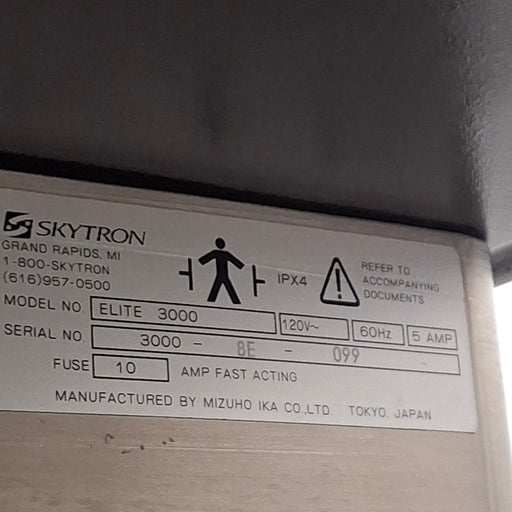 SKYTRON
GRAND RAPIDS, MI
1-800-SKYTRON
(616)957-0500
IPX4
REFER TO
ACCOMPANYING
DOCUMENTS
MODEL NO. ELITE 3000 120V~ 60Hz 5 AMP
SERIAL NO. 3000 - 8E - 099
FUSE 10 AMP FAST ACTING
MANUFACTURED BY MIZUHO IKA CO.,LTD. TOKYO, JAPAN